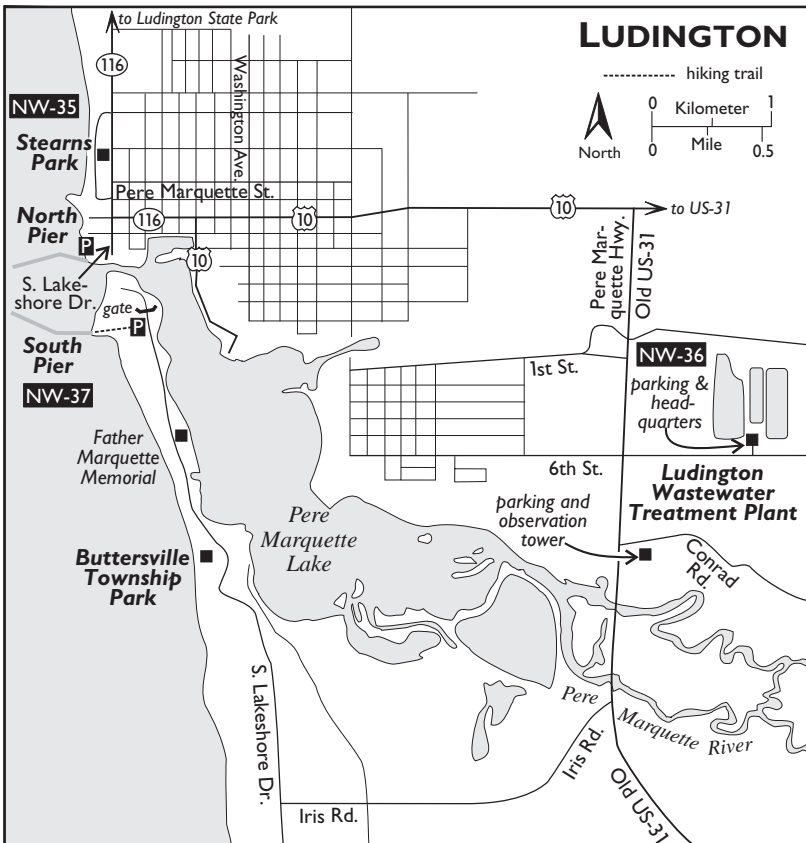 to Ludington State Park
LUDINGTON
116
hiking trail
NW-35
0
Kilometer
1
Stearns
Park
Washington Ave.
North
0
Mile
0.5
Pere Marquette St.
North
Pier
116
10
10
to US-31
P
S. Lake-
shore Dr.
10
Pere Mar-
quette Hwy.
Old US-31
gate
P
South
Pier
NW-37
1st St.
NW-36
parking &
head-
quarters
Father
Marquette
Memorial
6th St.
Ludington
Wastewater
Treatment Plant
parking and
observation
tower
Pere
Marquette
Lake
Conrad
Rd.
Buttersville
Township
Park
S. Lakeshore Dr.
Pere
Marquette River
Iris Rd.
Iris Rd.
Old US-31